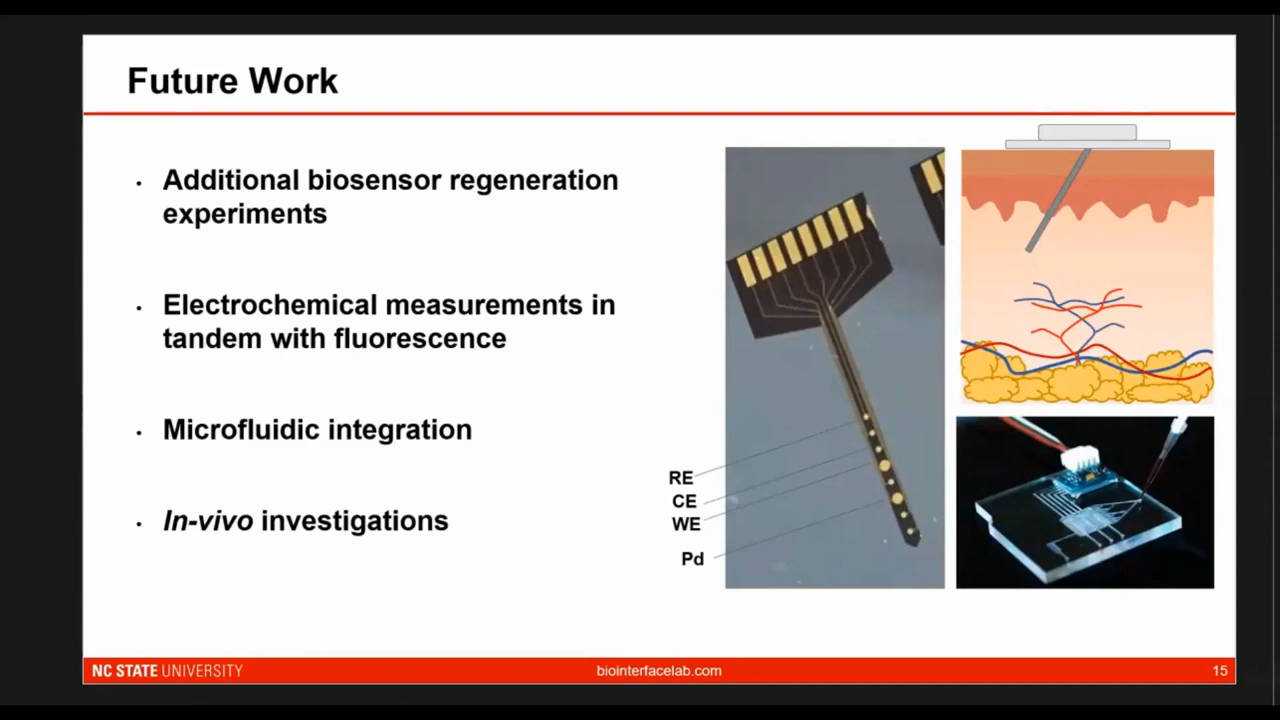 Future Work
Additional biosensor regeneration
experiments
Electrochemical measurements in
tandem with fluorescence
Microfluidic integration
In-vivo investigations
RE
CE
WE
Pd
NC STATE UNIVERSITY
biointerfacelab.com
15